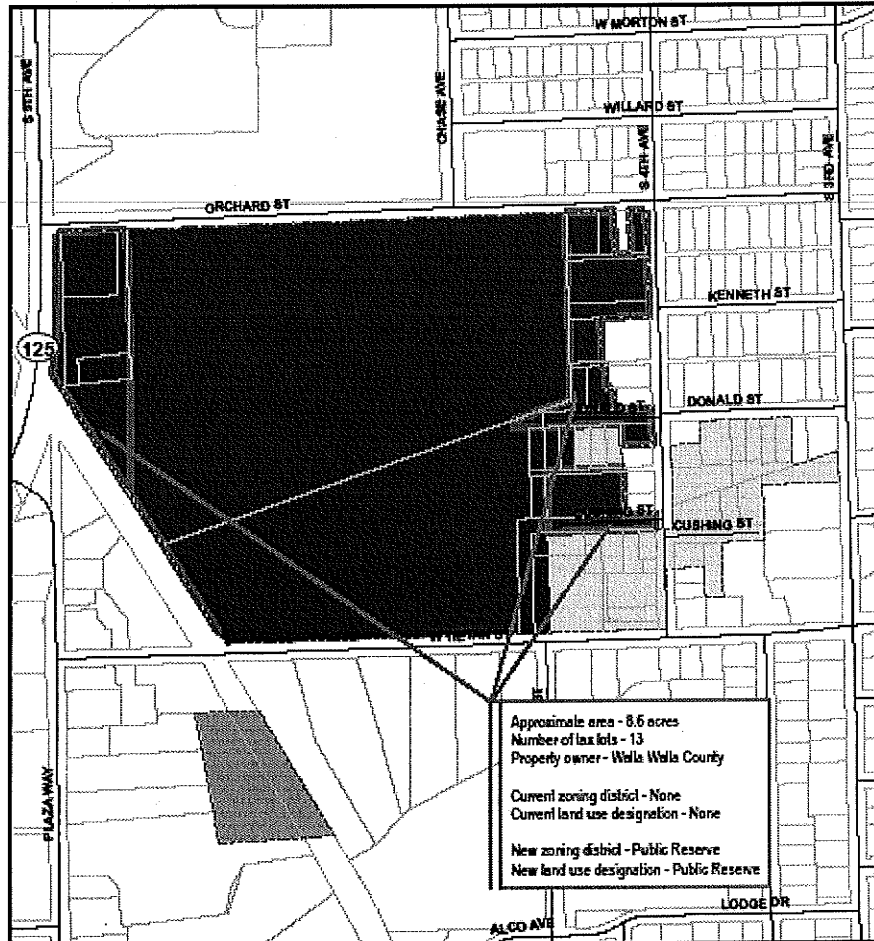 W MORTON ST
S 9TH AVE
CHASE AVE
WILLARD ST
S 4TH AVE
S 3RD AVE
ORCHARD ST
KENNETH ST
125
DONALD ST
CUSHING ST
ST
PLAZA WAY
Approximate area - 8.6 acres
Number of tax lots - 13
Property owner - Walla Walla County
Current zoning district - None
Current land use designation - None
New zoning district - Public Reserve
New land use designation - Public Reserve
LODGE DR
ALCO AVE